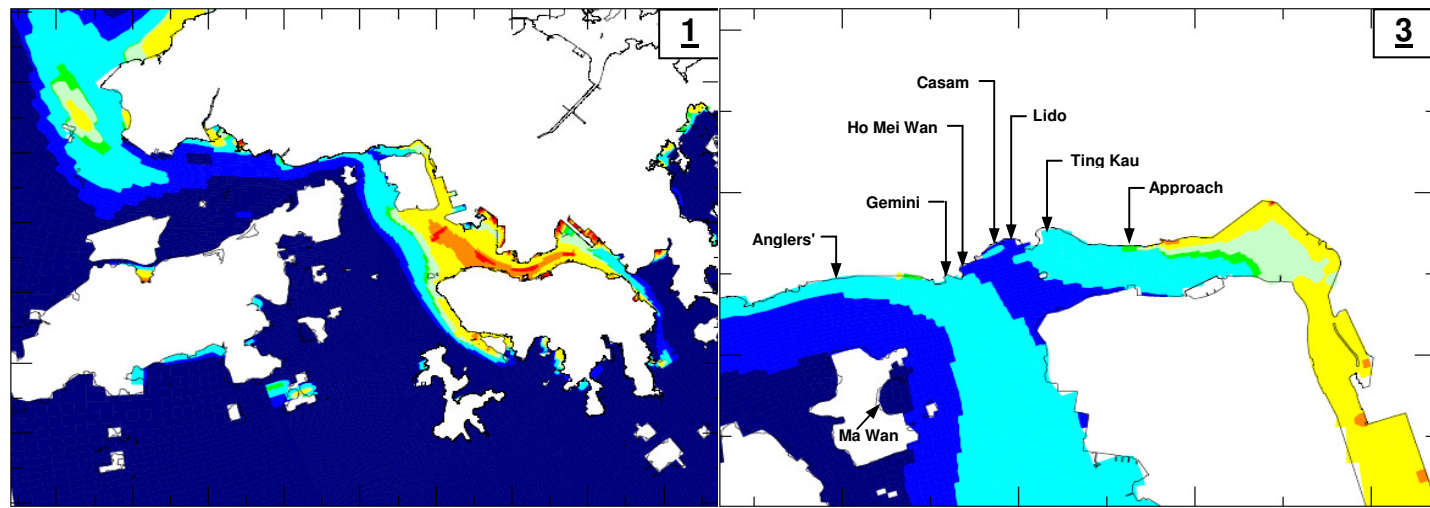 1
3
Casam
Lido
Ho Mei Wan
Ting Kau
Approach
Gemini
Anglers'
Ma Wan